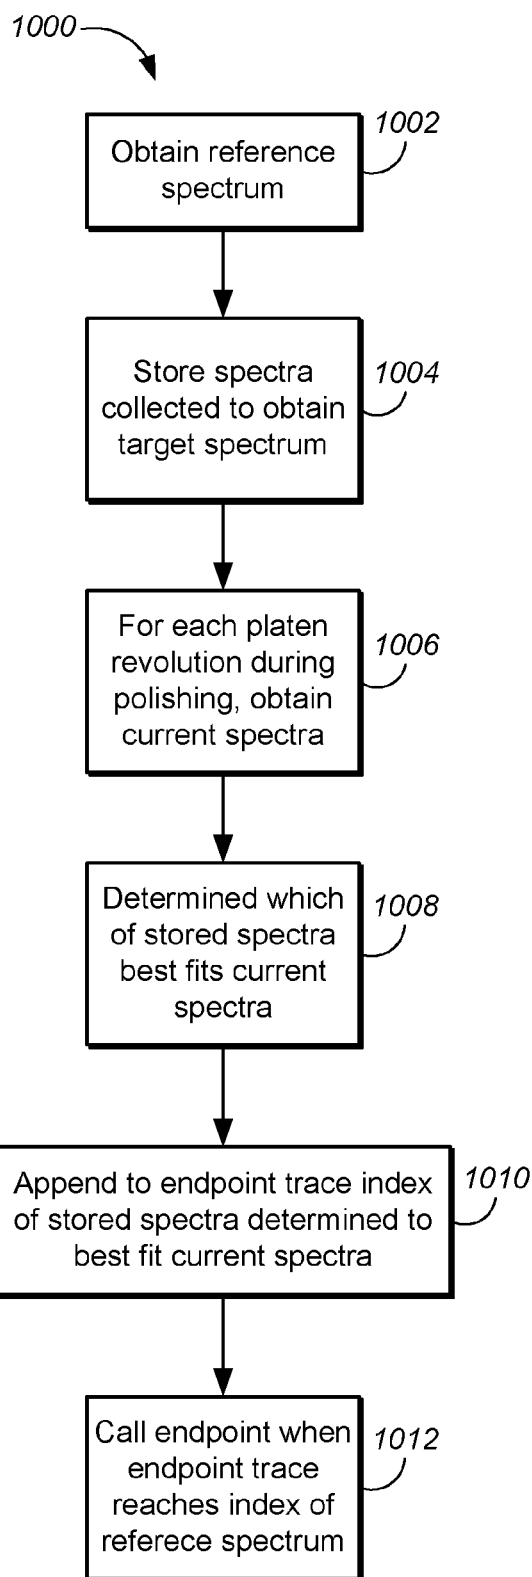 1000
1002
Obtain reference
spectrum
1004
Store spectra
collected to obtain
target spectrum
1006
For each platen
revolution during
polishing, obtain
current spectra
1008
Determined which
of stored spectra
best fits current
spectra
1010
Append to endpoint trace index
of stored spectra determined to
best fit current spectra
1012
Call endpoint when
endpoint trace
reaches index of
referece spectrum